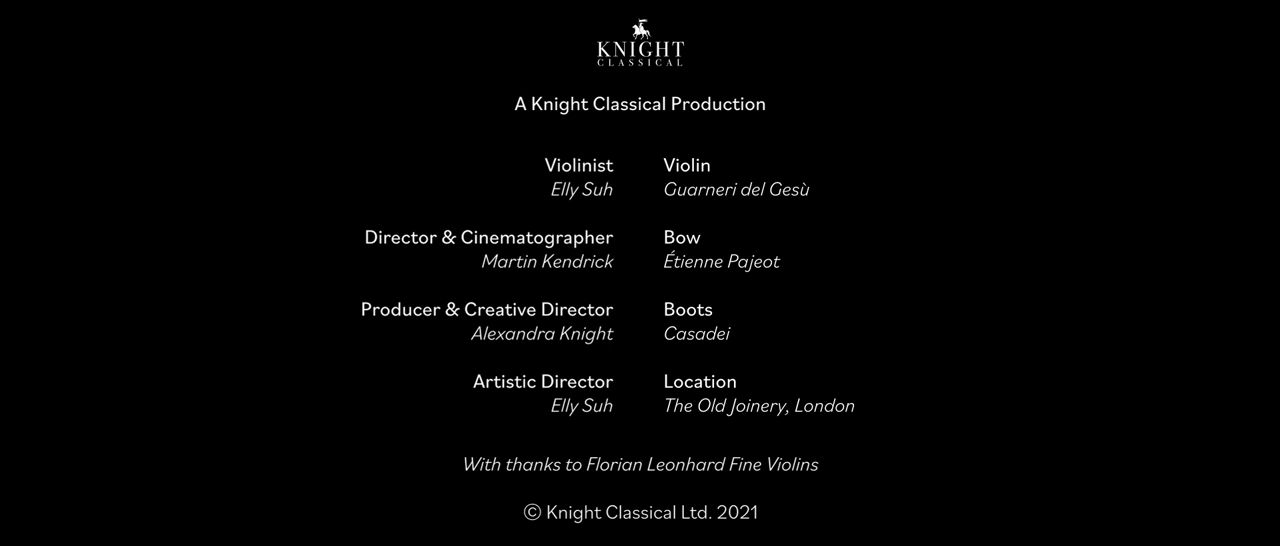 KNIGHT
CLASSICAL
A Knight Classical Production
Violinist
Elly Suh
Director & Cinematographer
Martin Kendrick
Producer & Creative Director
Alexandra Knight
Artistic Director
Elly Suh
Violin
Guarneri del Gesù
Bow
Étienne Pajeot
Boots
Casadei
Location
The Old Joinery, London
With thanks to Florian Leonhard Fine Violins
© Knight Classical Ltd. 2021